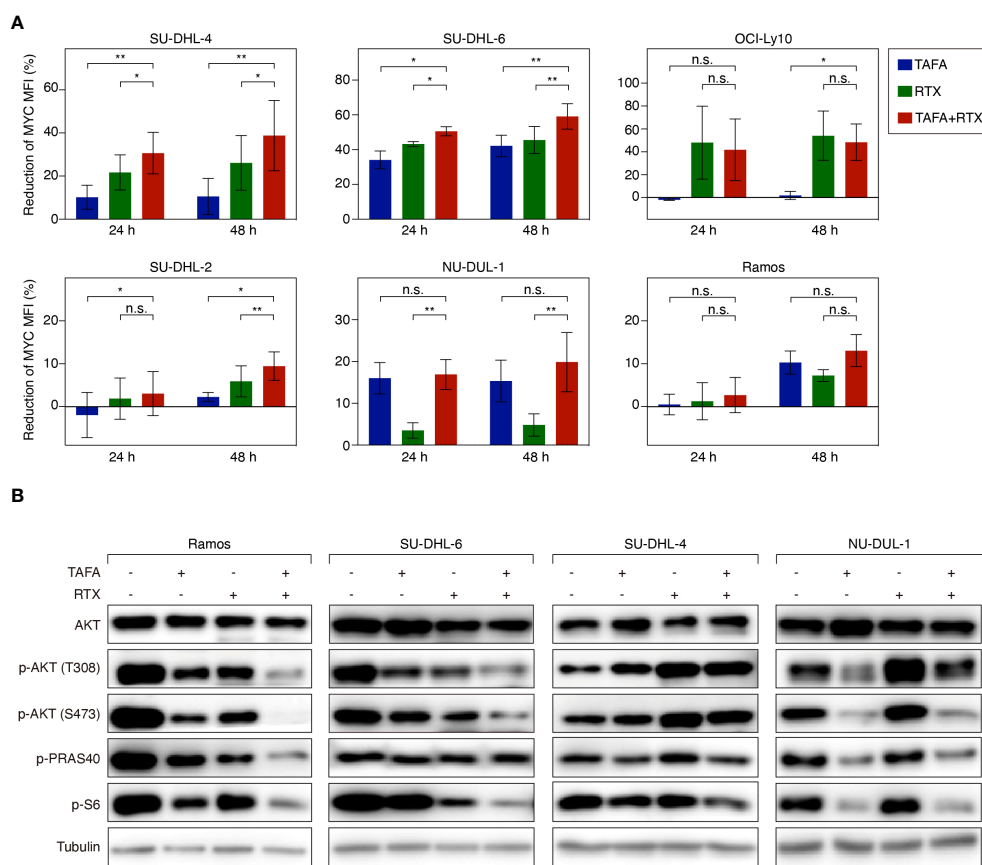 A
SU-DHL-4
SU-DHL-6
OCI-Ly10
Reduction of MYC MFI (%)
80
60
40
20
0
** * ** *
24 h 48 h
80
60
40
20
0
* * ** **
24 h 48 h
100
80
60
40
20
0
n.s. n.s. * n.s.
24 h 48 h
TAFA
RTX
TAFA+RTX
SU-DHL-2
NU-DUL-1
Ramos
Reduction of MYC MFI (%)
20
10
0
* n.s. * **
24 h 48 h
30
20
10
0
n.s. ** n.s. **
24 h 48 h
20
10
0
n.s. n.s. n.s. n.s.
24 h 48 h
B
Ramos SU-DHL-6 SU-DHL-4 NU-DUL-1
TAFA - + - + - + - + - + - + - + - +
RTX - - + + - - + + - - + + - - + +
AKT
p-AKT (T308)
p-AKT (S473)
p-PRAS40
p-S6
Tubulin